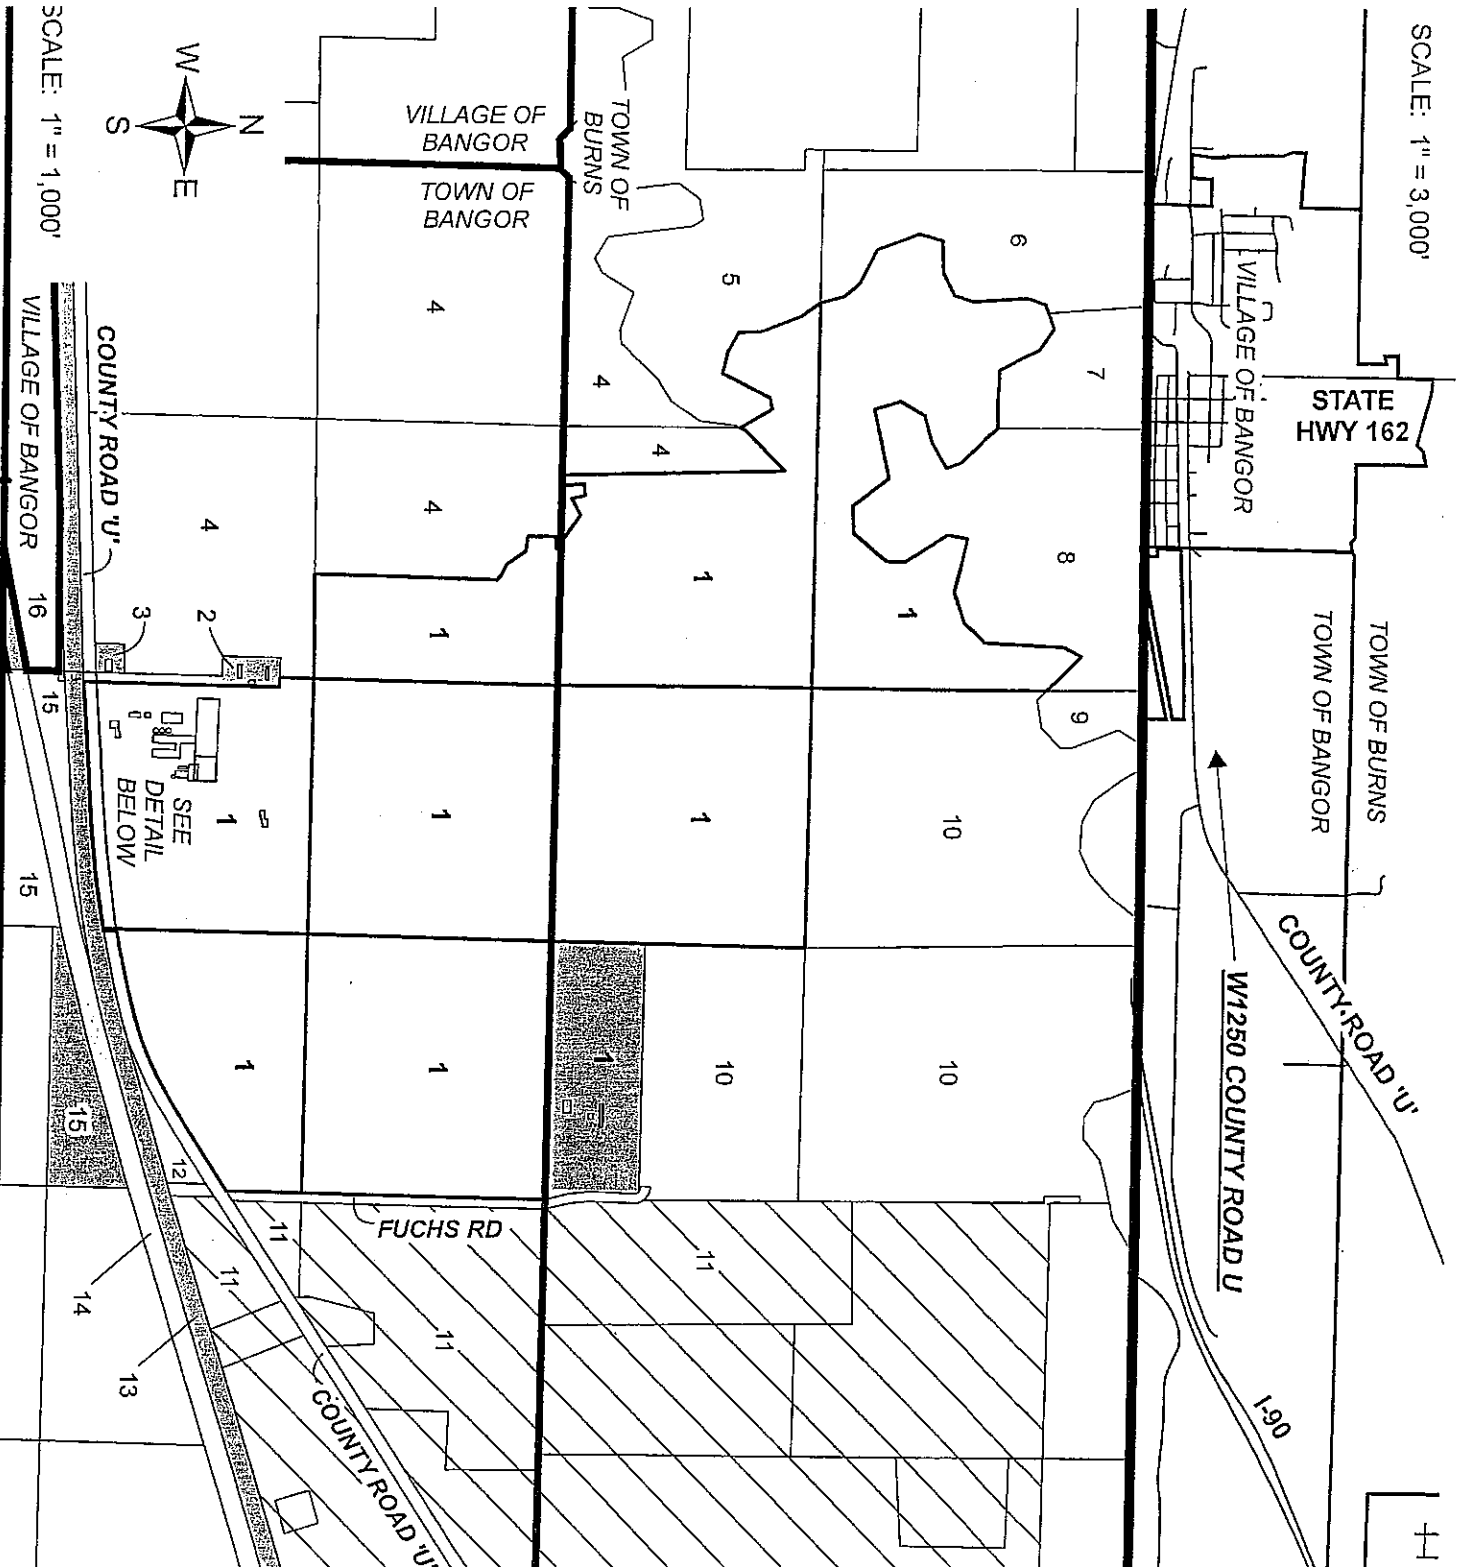 SCALE: 1" = 3,000'
STATE
HWY 162
VILLAGE OF BANGOR
TOWN OF BURNS
TOWN OF BANGOR
COUNTY ROAD 'U'
W1250 COUNTY ROAD U
I-90
6
7
8
9
10
10
5
4
4
1
1
1
10
1
11
TOWN OF
BURNS
VILLAGE OF
BANGOR
TOWN OF
BANGOR
4
4
1
1
1
FUCHS RD
11
N
W
E
S
4
2
3
1
SEE
DETAIL
BELOW
1
12
11
11
COUNTY ROAD 'U'
COUNTY ROAD 'U'
13
14
15
15
15
16
VILLAGE OF BANGOR
SCALE: 1" = 1,000'